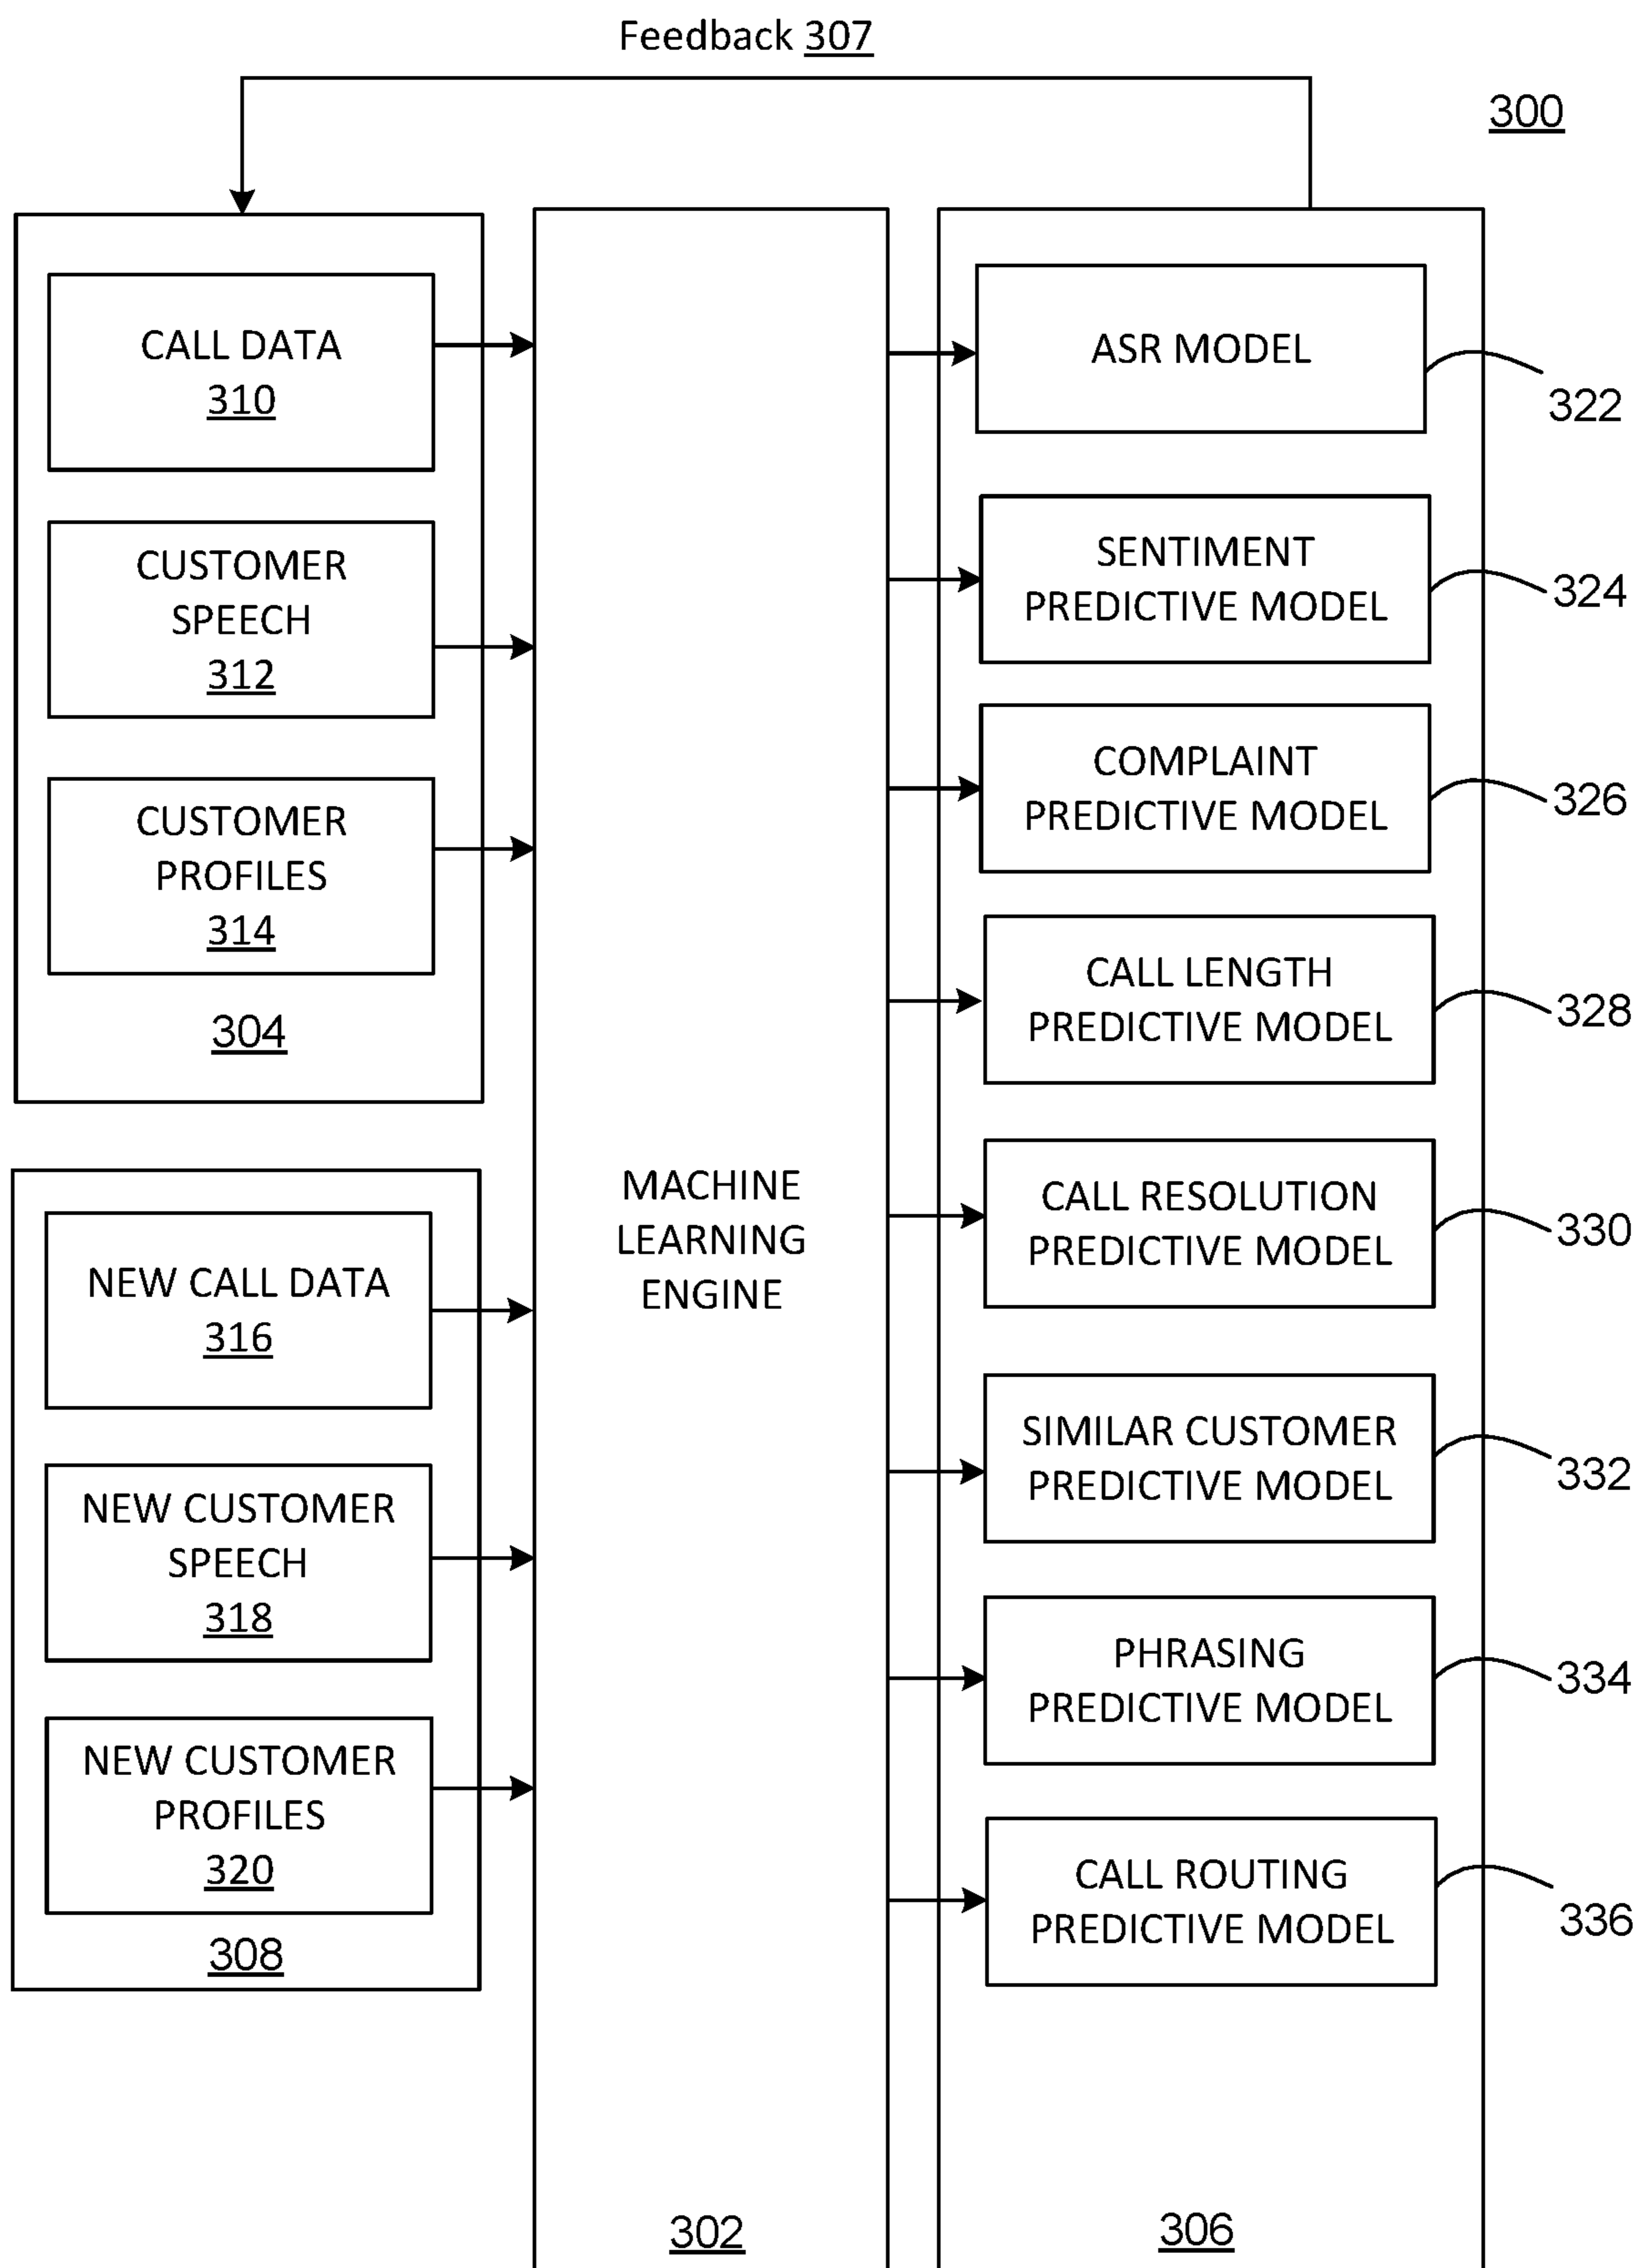 Feedback 307
300
CALL DATA
310
CUSTOMER
SPEECH
312
CUSTOMER
PROFILES
314
304
NEW CALL DATA
316
NEW CUSTOMER
SPEECH
318
NEW CUSTOMER
PROFILES
320
308
MACHINE
LEARNING
ENGINE
302
ASR MODEL
322
SENTIMENT
PREDICTIVE MODEL
324
COMPLAINT
PREDICTIVE MODEL
326
CALL LENGTH
PREDICTIVE MODEL
328
CALL RESOLUTION
PREDICTIVE MODEL
330
SIMILAR CUSTOMER
PREDICTIVE MODEL
332
PHRASING
PREDICTIVE MODEL
334
CALL ROUTING
PREDICTIVE MODEL
336
306